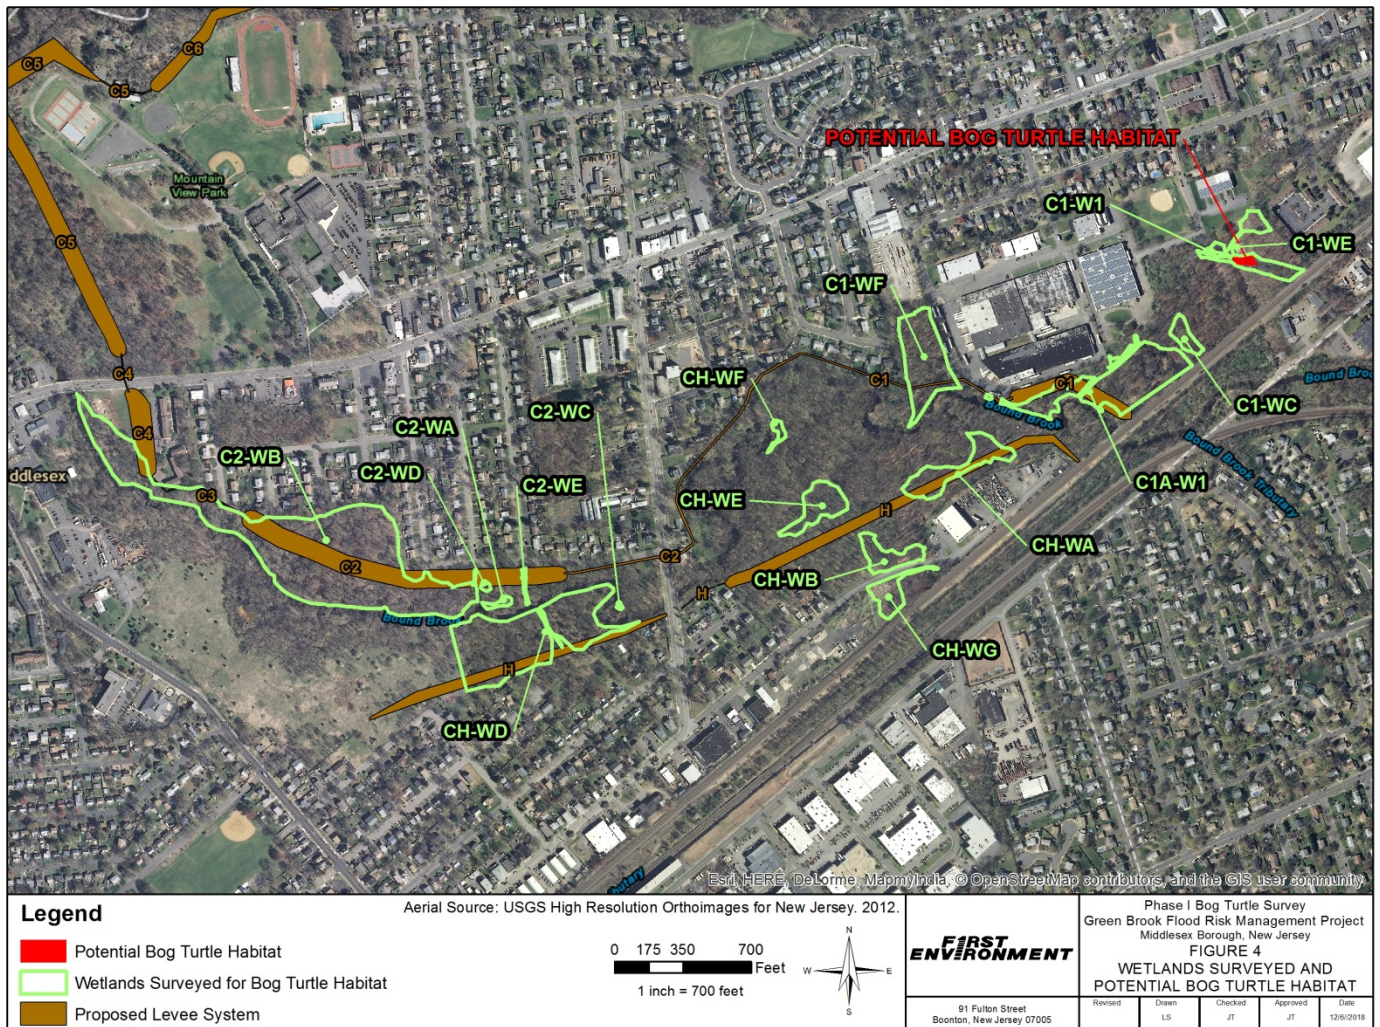 C5
C6
C5
Mountain
View Park
C5
POTENTIAL BOG TURTLE HABITAT
C1-W1
C1-WE
C1-WF
C4
CH-WF
C1
C1
Bound Broo
C1-WC
Bound Brook
C2-WC
C2-WA
C4
C2-WB
C2-WD
C2-WE
ddlesex
C3
CH-WE
C1A-W1
Bound Brook Tributary
H
CH-WA
C2
C2
CH-WB
H
Bound Brook
CH-WG
H
CH-WD
butary
Esri, HERE, DeLorme, MapmyIndia, © OpenStreetMap contributors, and the GIS user community
Legend
Potential Bog Turtle Habitat
Wetlands Surveyed for Bog Turtle Habitat
Proposed Levee System
Aerial Source: USGS High Resolution Orthoimages for New Jersey. 2012.
0 175 350 700
Feet
1 inch = 700 feet
N
W E
S
F1RST
ENVIRONMENT
91 Fulton Street
Boonton, New Jersey 07005
Phase I Bog Turtle Survey
Green Brook Flood Risk Management Project
Middlesex Borough, New Jersey
FIGURE 4
WETLANDS SURVEYED AND
POTENTIAL BOG TURTLE HABITAT
Revised Drawn Checked Approved Date
LS JT JT 12/6/2018